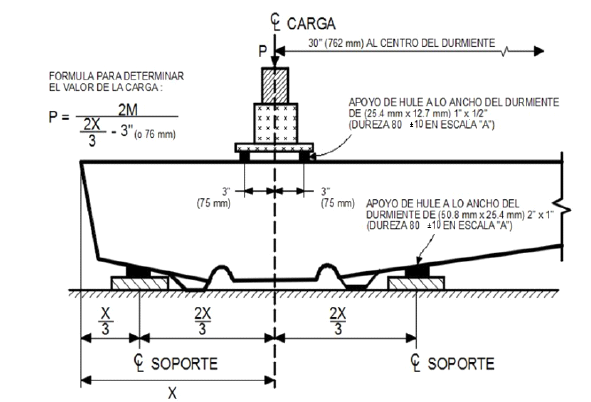 ℄ CARGA
P
30" (762 mm) AL CENTRO DEL DURMIENTE
FORMULA PARA DETERMINAR
EL VALOR DE LA CARGA :
P = 2M / (2X/3 - 3" (o 76 mm))
APOYO DE HULE A LO ANCHO DEL DURMIENTE
DE (25.4 mm x 12.7 mm) 1" x 1/2"
(DUREZA 80 ±10 EN ESCALA "A")
3"
(75 mm)
3"
(75 mm)
APOYO DE HULE A LO ANCHO DEL
DURMIENTE DE (50.8 mm x 25.4 mm) 2" x 1"
(DUREZA 80 ±10 EN ESCALA "A")
X/3
2X/3
2X/3
℄ SOPORTE
℄ SOPORTE
X